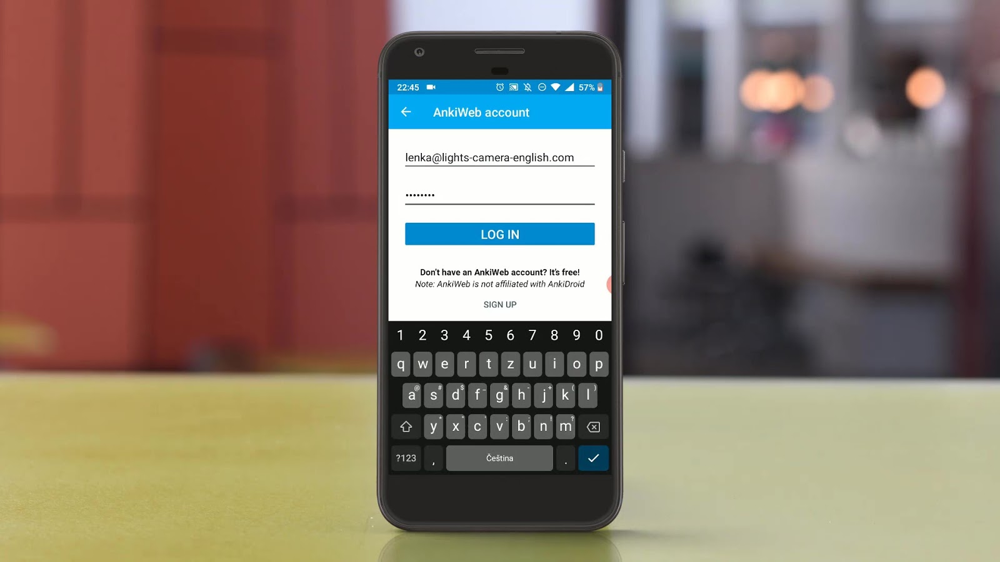 22:45 57%
AnkiWeb account
lenka@lights-camera-english.com
••••••••
LOG IN
Don't have an AnkiWeb account? It's free!
Note: AnkiWeb is not affiliated with AnkiDroid
SIGN UP
1 2 3 4 5 6 7 8 9 0
q w e r t z u i o p
a @ s # d $ f _ g & h - j + k ( l )
y * x " c ' v : b ; n ! m ?
?123 , Čeština .